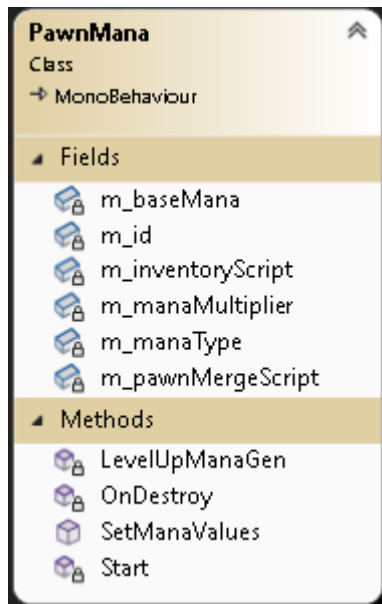 PawnMana
Class
MonoBehaviour
Fields
m_baseMana
m_id
m_inventoryScript
m_manaMultiplier
m_manaType
m_pawnMergeScript
Methods
LevelUpManaGen
OnDestroy
SetManaValues
Start